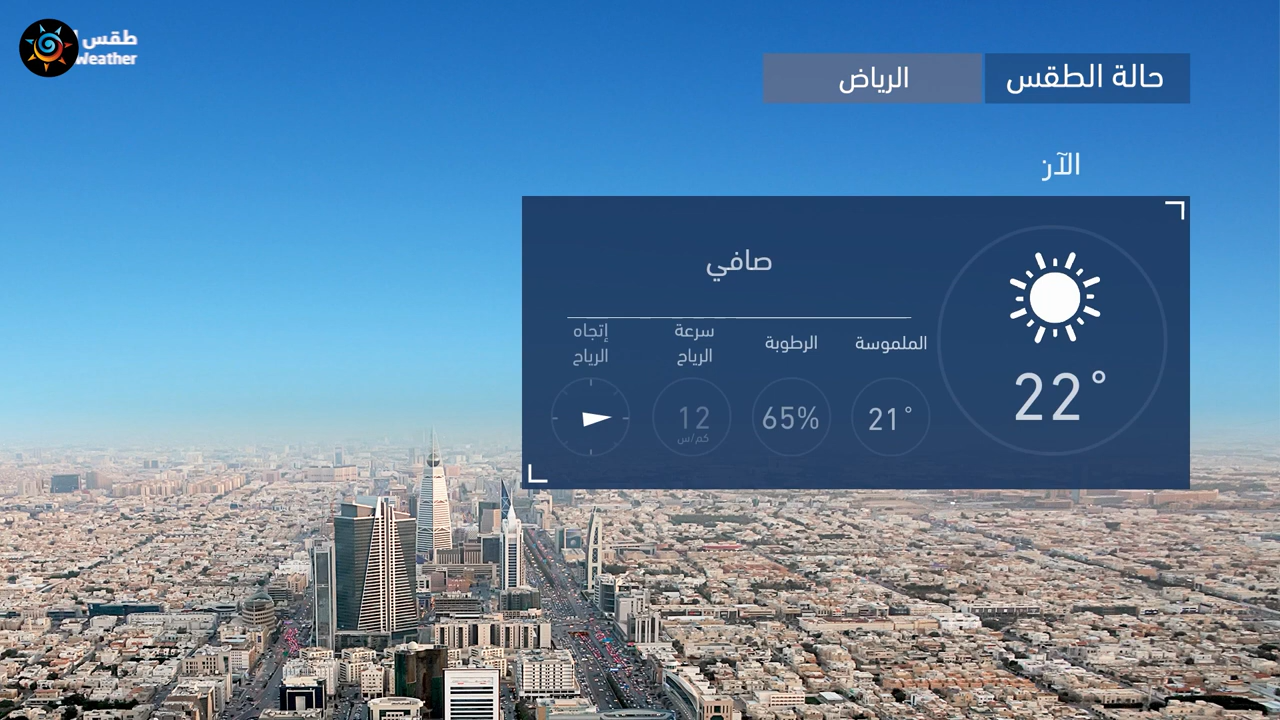 طقس
Weather
حالة الطقس
الرياض
الآن
صافي
22°
الملموسة
21°
الرطوبة
65%
سرعة
الرياح
12
كم/س
إتجاه
الرياح